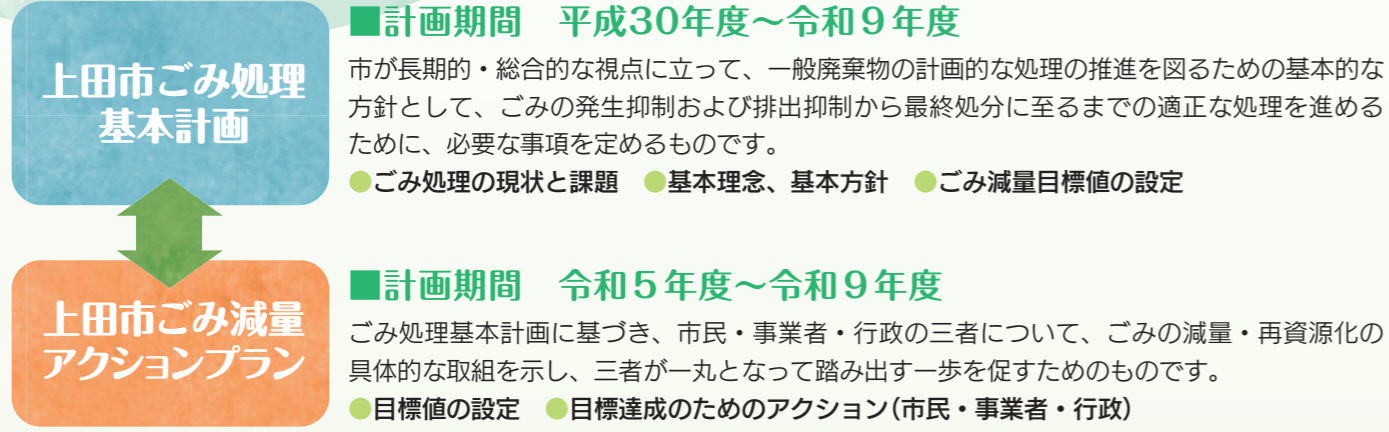 上田市ごみ処理
基本計画
■計画期間　平成30年度～令和９年度
市が長期的・総合的な視点に立って、一般廃棄物の計画的な処理の推進を図るための基本的な
方針として、ごみの発生抑制および排出抑制から最終処分に至るまでの適正な処理を進める
ために、必要な事項を定めるものです。
●ごみ処理の現状と課題　●基本理念、基本方針　●ごみ減量目標値の設定
上田市ごみ減量
アクションプラン
■計画期間　令和５年度～令和９年度
ごみ処理基本計画に基づき、市民・事業者・行政の三者について、ごみの減量・再資源化の
具体的な取組を示し、三者が一丸となって踏み出す一歩を促すためのものです。
●目標値の設定　●目標達成のためのアクション(市民・事業者・行政)